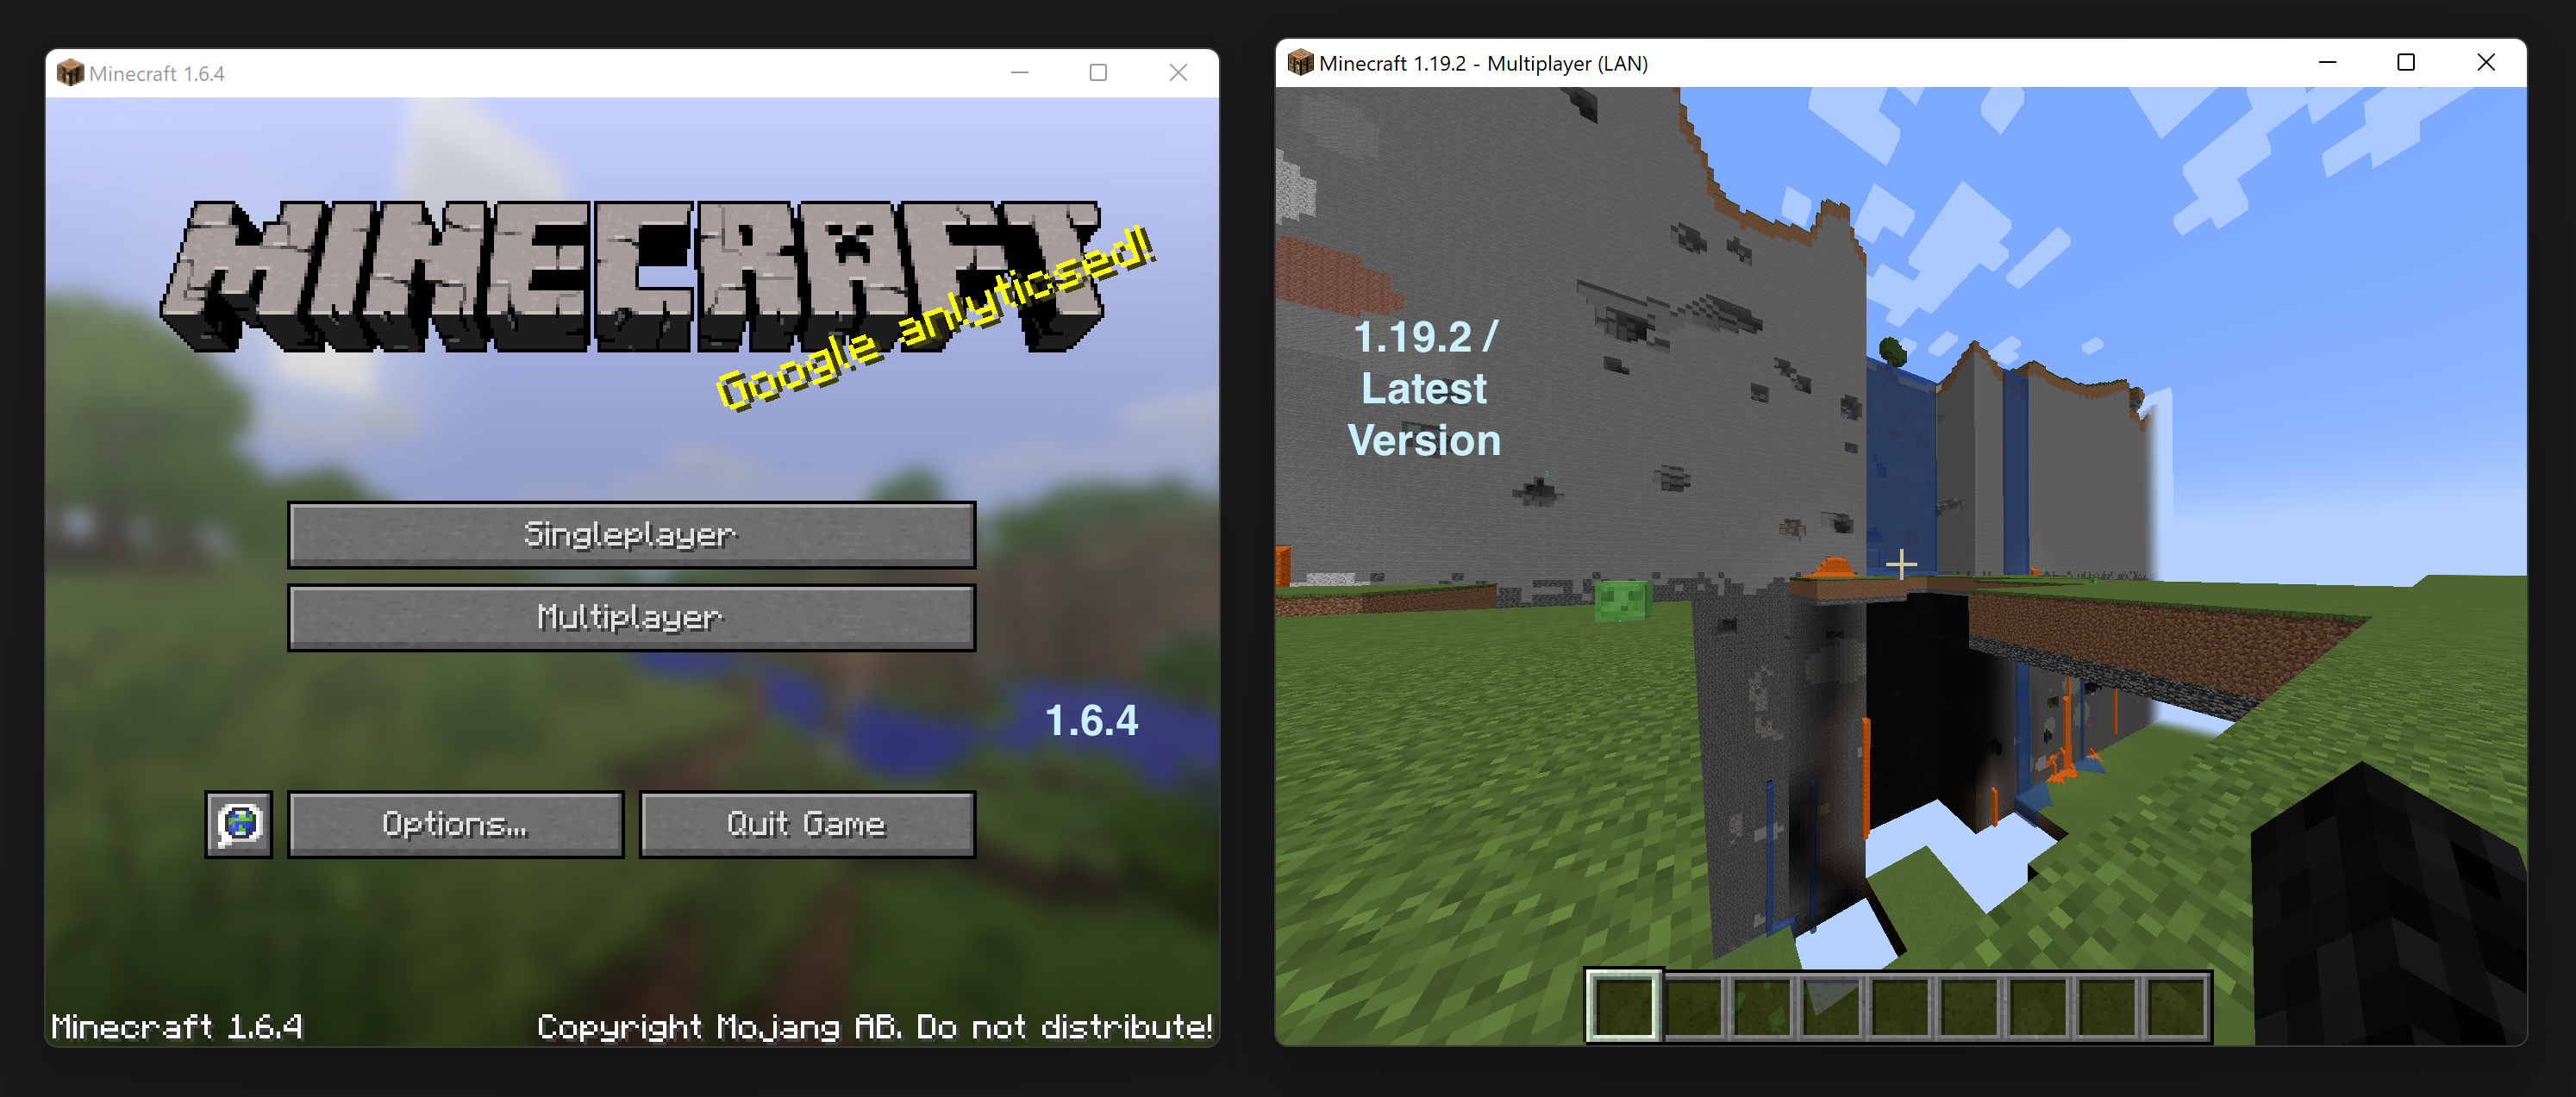 Minecraft 1.6.4
MINECRAFT
Google anlyticsed!
Singleplayer
Multiplayer
1.6.4
Options...
Quit Game
Minecraft 1.6.4
Copyright Mojang AB. Do not distribute!
Minecraft 1.19.2 - Multiplayer (LAN)
1.19.2 /
Latest
Version